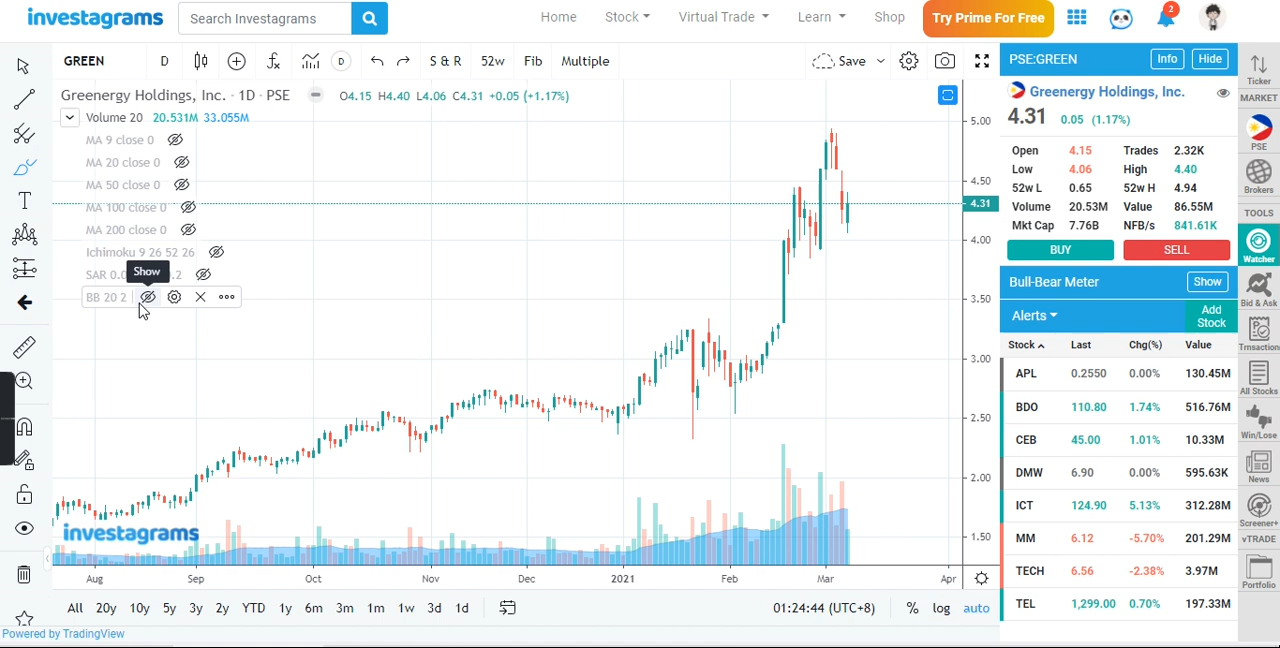 investagrams
Search Investagrams
Home
Stock
Virtual Trade
Learn
Shop
Try Prime For Free
2
GREEN
D
D
S & R
52w
Fib
Multiple
Save
Greenergy Holdings, Inc. · 1D · PSE
O4.15 H4.40 L4.06 C4.31 +0.05 (+1.17%)
Volume 20 20.531M 33.055M
MA 9 close 0
MA 20 close 0
MA 50 close 0
MA 100 close 0
MA 200 close 0
Ichimoku 9 26 52 26
Show
BB 20 2
5.00
4.50
4.31
4.00
3.50
3.00
2.50
2.00
1.50
investagrams
Aug
Sep
Oct
Nov
Dec
2021
Feb
Mar
Apr
All
20y
10y
5y
3y
2y
YTD
1y
6m
3m
1m
1w
3d
1d
01:24:44 (UTC+8)
%
log
auto
Powered by TradingView
PSE:GREEN
Info
Hide
Greenergy Holdings, Inc.
4.31 0.05 (1.17%)
Open 4.15 Trades 2.32K
Low 4.06 High 4.40
52w L 0.65 52w H 4.94
Volume 20.53M Value 86.55M
Mkt Cap 7.76B NFB/s 841.61K
BUY
SELL
Bull-Bear Meter
Show
Alerts
Add
Stock
Stock Last Chg(%) Value
APL 0.2550 0.00% 130.45M
BDO 110.80 1.74% 516.76M
CEB 45.00 1.01% 10.33M
DMW 6.90 0.00% 595.63K
ICT 124.90 5.13% 312.28M
MM 6.12 -5.70% 201.29M
TECH 6.56 -2.38% 3.97M
TEL 1,299.00 0.70% 197.33M
Ticker
MARKET
PSE
Brokers
TOOLS
Watcher
Bid & Ask
Trnsaction
All Stocks
Win/Lose
News
Screener+
vTRADE
Portfolio